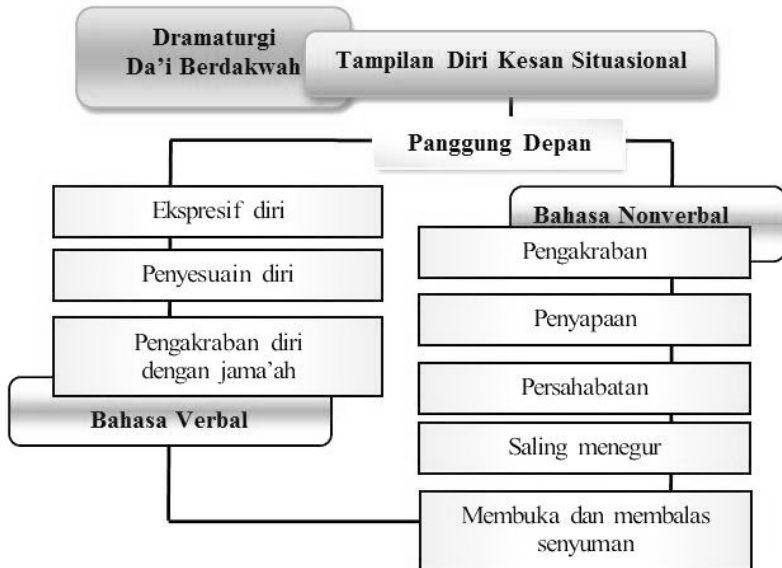 Dramaturgi
Da'i Berdakwah
Tampilan Diri Kesan Situasional
Panggung Depan
Ekspresif diri
Penyesuain diri
Pengakraban diri
dengan jama'ah
Bahasa Verbal
Bahasa Nonverbal
Pengakraban
Penyapaan
Persahabatan
Saling menegur
Membuka dan membalas
senyuman